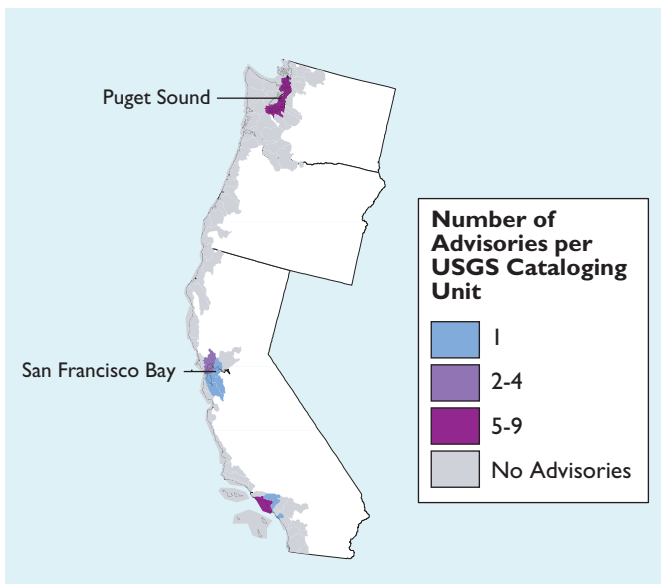 Puget Sound
San Francisco Bay
Number of
Advisories per
USGS Cataloging
Unit
1
2-4
5-9
No Advisories